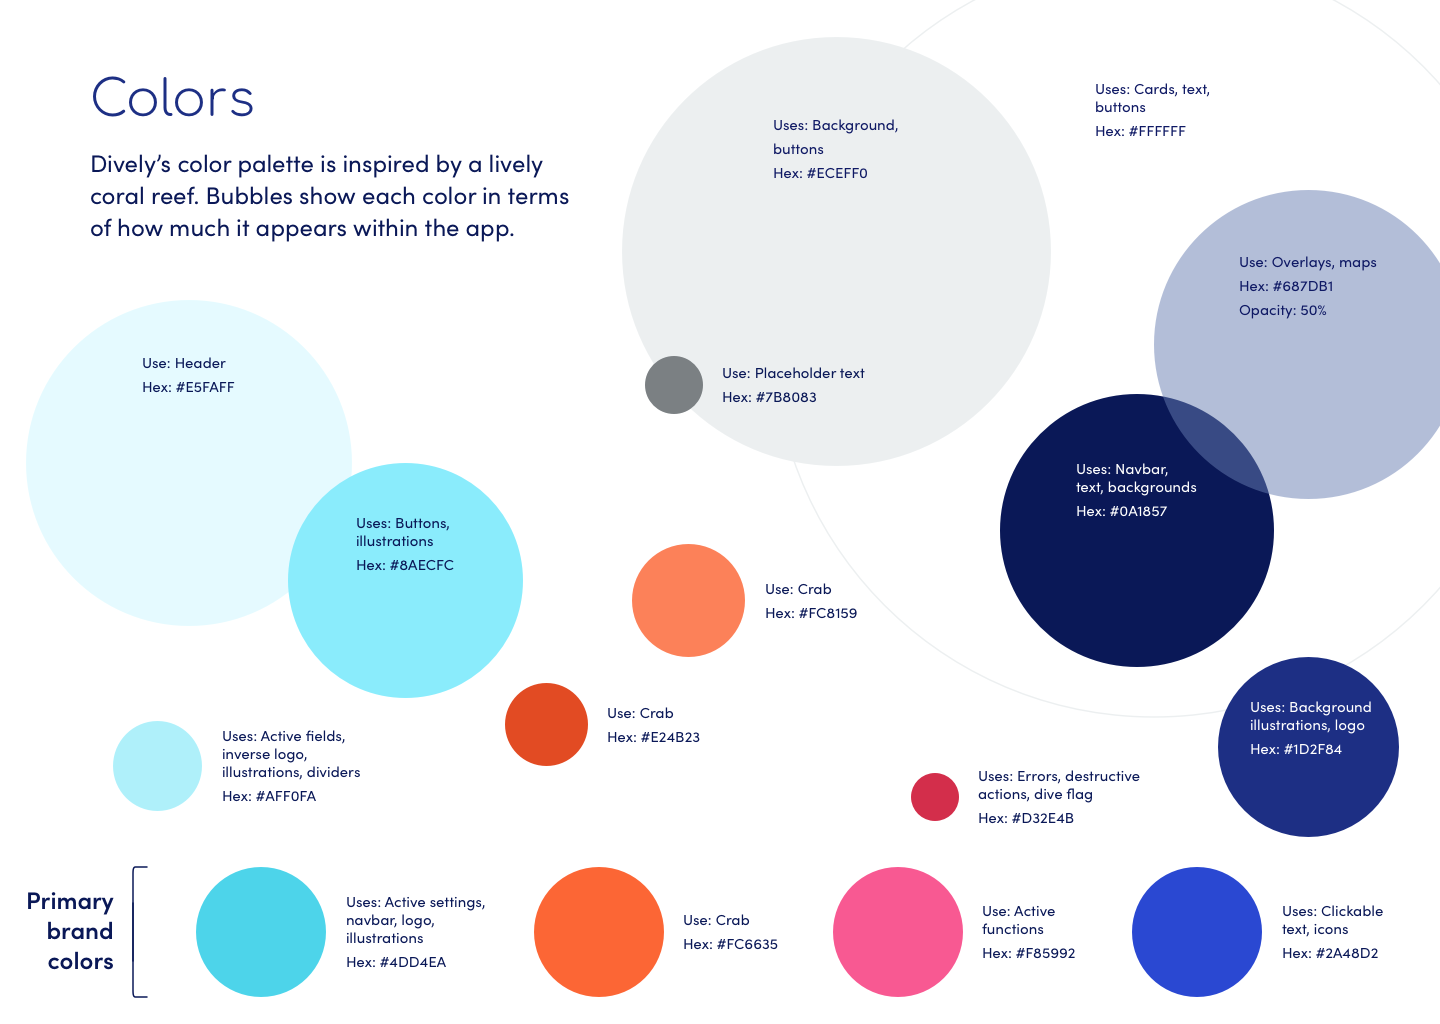 Colors
Dively’s color palette is inspired by a lively
coral reef. Bubbles show each color in terms
of how much it appears within the app.
Uses: Background,
buttons
Hex: #ECEFF0
Uses: Cards, text,
buttons
Hex: #FFFFFF
Use: Overlays, maps
Hex: #687DB1
Opacity: 50%
Use: Header
Hex: #E5FAFF
Use: Placeholder text
Hex: #7B8083
Uses: Navbar,
text, backgrounds
Hex: #0A1857
Uses: Buttons,
illustrations
Hex: #8AECFC
Use: Crab
Hex: #FC8159
Use: Crab
Hex: #E24B23
Uses: Background
illustrations, logo
Hex: #1D2F84
Uses: Active fields,
inverse logo,
illustrations, dividers
Hex: #AFF0FA
Uses: Errors, destructive
actions, dive flag
Hex: #D32E4B
Primary
brand
colors
Uses: Active settings,
navbar, logo,
illustrations
Hex: #4DD4EA
Use: Crab
Hex: #FC6635
Use: Active
functions
Hex: #F85992
Uses: Clickable
text, icons
Hex: #2A48D2